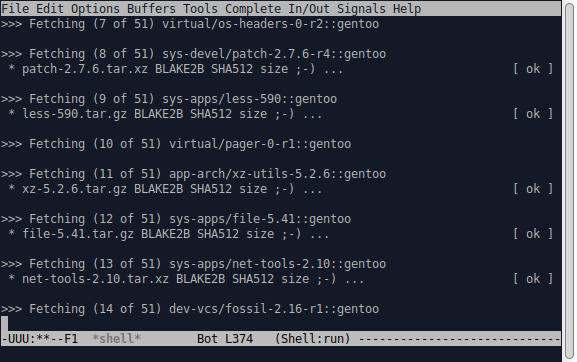 File Edit Options Buffers Tools Complete In/Out Signals Help
>>> Fetching (7 of 51) virtual/os-headers-0-r2::gentoo
>>> Fetching (8 of 51) sys-devel/patch-2.7.6-r4::gentoo
 * patch-2.7.6.tar.xz BLAKE2B SHA512 size ;-) ... [ ok ]
>>> Fetching (9 of 51) sys-apps/less-590::gentoo
 * less-590.tar.gz BLAKE2B SHA512 size ;-) ... [ ok ]
>>> Fetching (10 of 51) virtual/pager-0-r1::gentoo
>>> Fetching (11 of 51) app-arch/xz-utils-5.2.6::gentoo
 * xz-5.2.6.tar.gz BLAKE2B SHA512 size ;-) ... [ ok ]
>>> Fetching (12 of 51) sys-apps/file-5.41::gentoo
 * file-5.41.tar.gz BLAKE2B SHA512 size ;-) ... [ ok ]
>>> Fetching (13 of 51) sys-apps/net-tools-2.10::gentoo
 * net-tools-2.10.tar.xz BLAKE2B SHA512 size ;-) ... [ ok ]
>>> Fetching (14 of 51) dev-vcs/fossil-2.16-r1::gentoo
-UUU:**--F1  *shell*        Bot L374   (Shell:run) -----------------------------